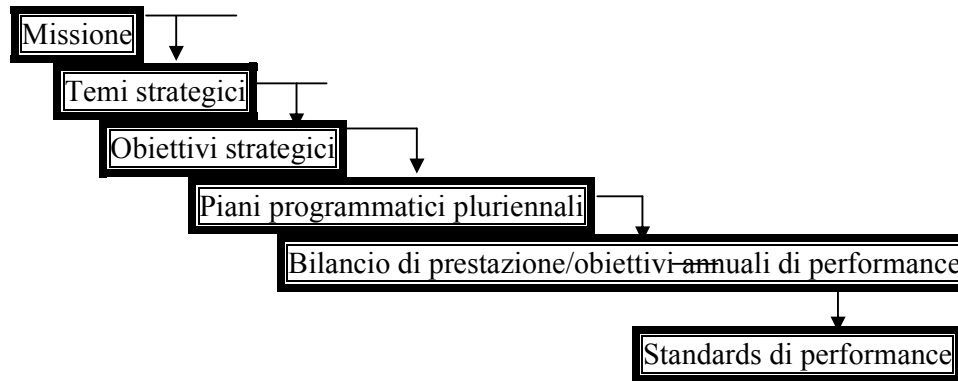 Missione
Temi strategici
Obiettivi strategici
Piani programmatici pluriennali
Bilancio di prestazione/obiettivi annuali di performance
Standards di performance